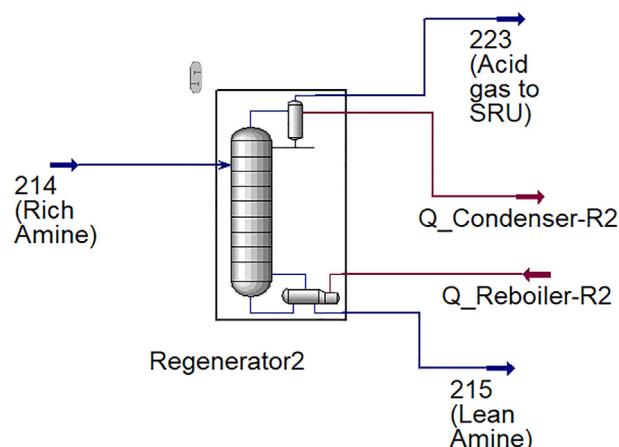 223
(Acid
gas to
SRU)
214
(Rich
Amine)
Q_Condenser-R2
Q_Reboiler-R2
Regenerator2
215
(Lean
Amine)